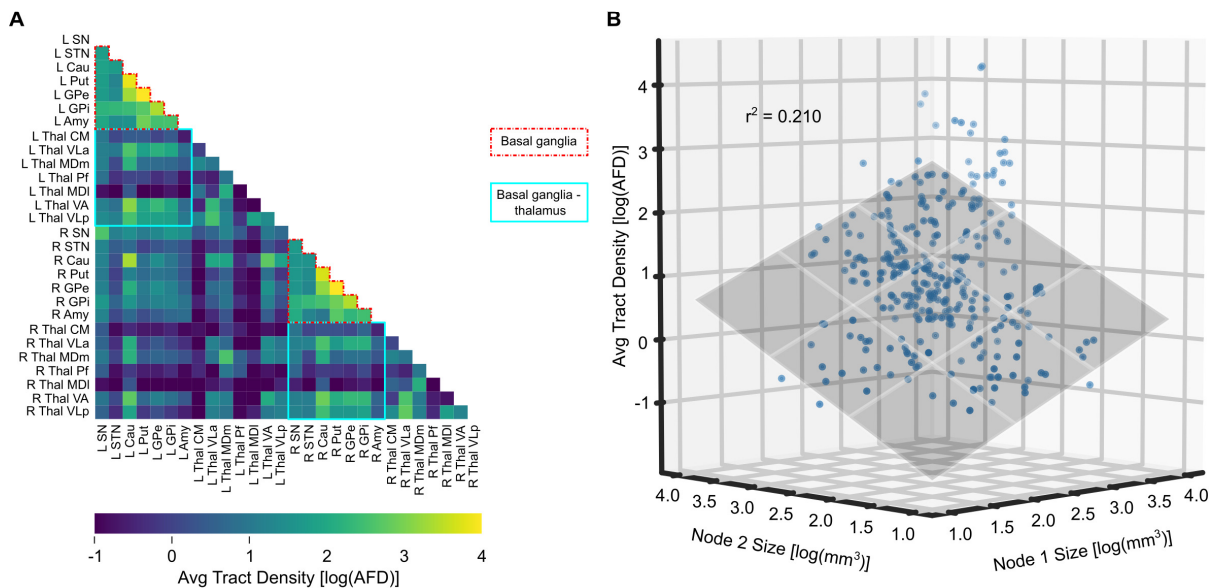 A
L SN
L STN
L Cau
L Put
L GPe
L GPi
L Amy
L Thal CM
L Thal VLa
L Thal MDm
L Thal Pf
L Thal MDl
L Thal VA
L Thal VLp
R SN
R STN
R Cau
R Put
R GPe
R GPi
R Amy
R Thal CM
R Thal VLa
R Thal MDm
R Thal Pf
R Thal MDl
R Thal VA
R Thal VLp
L SN
L STN
L Cau
L Put
L GPe
L GPi
L Amy
L Thal CM
L Thal VLa
L Thal MDm
L Thal Pf
L Thal MDl
L Thal VA
L Thal VLp
R SN
R STN
R Cau
R Put
R GPe
R GPi
R Amy
R Thal CM
R Thal VLa
R Thal MDm
R Thal Pf
R Thal MDl
R Thal VA
R Thal VLp
Basal ganglia
Basal ganglia -
thalamus
-1 0 1 2 3 4
Avg Tract Density [log(AFD)]
B
r² = 0.210
Avg Tract Density [log(AFD)]
4
3
2
1
0
-1
4.0 3.5 3.0 2.5 2.0 1.5 1.0
Node 2 Size [log(mm³)]
1.0 1.5 2.0 2.5 3.0 3.5 4.0
Node 1 Size [log(mm³)]